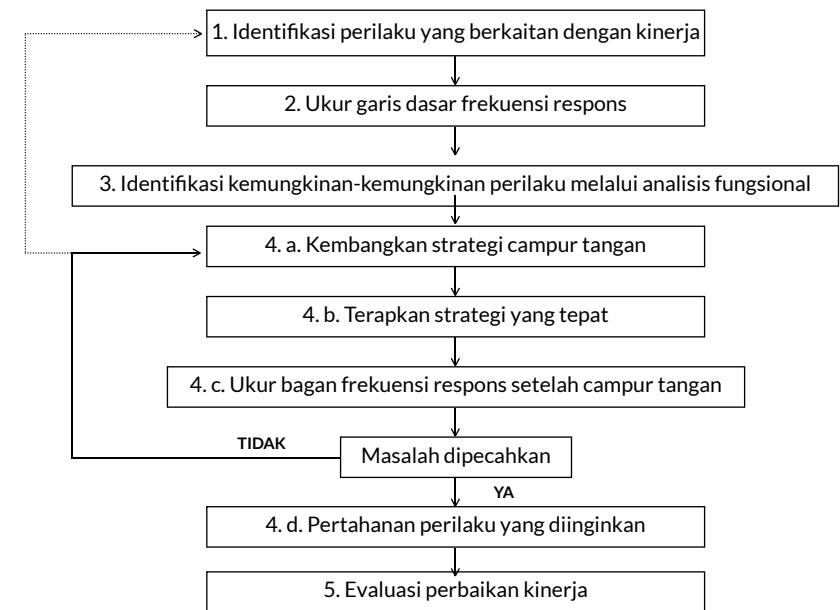 1. Identifikasi perilaku yang berkaitan dengan kinerja
2. Ukur garis dasar frekuensi respons
3. Identifikasi kemungkinan-kemungkinan perilaku melalui analisis fungsional
4. a. Kembangkan strategi campur tangan
4. b. Terapkan strategi yang tepat
4. c. Ukur bagan frekuensi respons setelah campur tangan
TIDAK
Masalah dipecahkan
YA
4. d. Pertahanan perilaku yang diinginkan
5. Evaluasi perbaikan kinerja